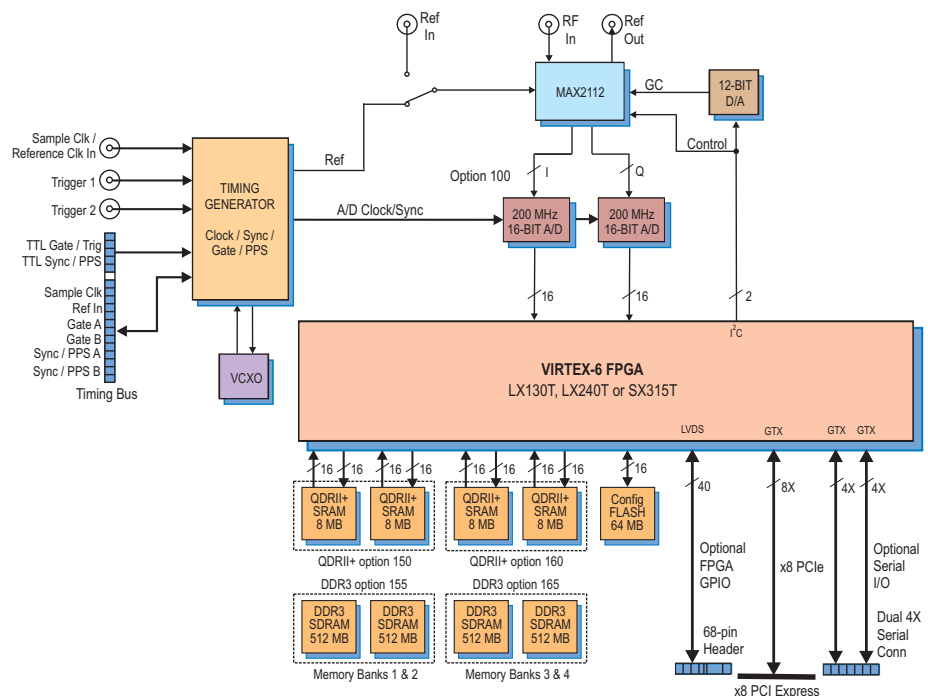 Ref
In
RF
In
Ref
Out
MAX2112
GC
12-BIT
D/A
Control
Sample Clk /
Reference Clk In
Trigger 1
Trigger 2
TTL Gate / Trig
TTL Sync / PPS
Sample Clk
Ref In
Gate A
Gate B
Sync / PPS A
Sync / PPS B
Timing Bus
TIMING
GENERATOR
Clock / Sync /
Gate / PPS
VCXO
Ref
A/D Clock/Sync
Option 100
I
Q
200 MHz
16-BIT A/D
200 MHz
16-BIT A/D
16
16
2
I2C
VIRTEX-6 FPGA
LX130T, LX240T or SX315T
LVDS
GTX
GTX
GTX
16
16
16
16
16
16
16
16
16
40
8X
4X
4X
QDRII+
SRAM
8 MB
QDRII+
SRAM
8 MB
QDRII+
SRAM
8 MB
QDRII+
SRAM
8 MB
Config
FLASH
64 MB
QDRII+ option 150
QDRII+ option 160
DDR3 option 155
DDR3 option 165
DDR3
SDRAM
512 MB
DDR3
SDRAM
512 MB
DDR3
SDRAM
512 MB
DDR3
SDRAM
512 MB
Memory Banks 1 & 2
Memory Banks 3 & 4
Optional
FPGA
GPIO
68-pin
Header
x8 PCIe
x8 PCI Express
Optional
Serial
I/O
Dual 4X
Serial
Conn